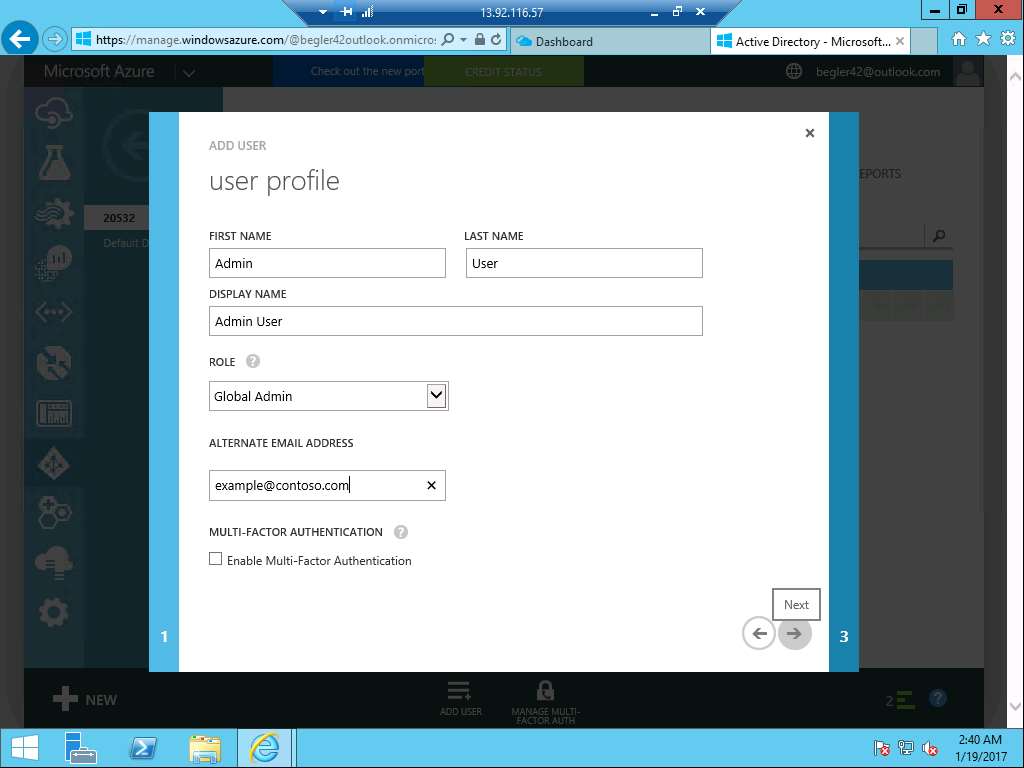 13.92.116.57
https://manage.windowsazure.com/@begler42outlook.onmicro
Dashboard
Active Directory - Microsoft...
Microsoft Azure
Check out the new port
CREDIT STATUS
begler42@outlook.com
ADD USER
user profile
EPORTS
20532
Default D
FIRST NAME
LAST NAME
Admin
User
DISPLAY NAME
Admin User
ROLE ?
Global Admin
ALTERNATE EMAIL ADDRESS
example@contoso.com
MULTI-FACTOR AUTHENTICATION ?
Enable Multi-Factor Authentication
Next
1
3
NEW
ADD USER
MANAGE MULTI-
FACTOR AUTH
2
?
2:40 AM
1/19/2017